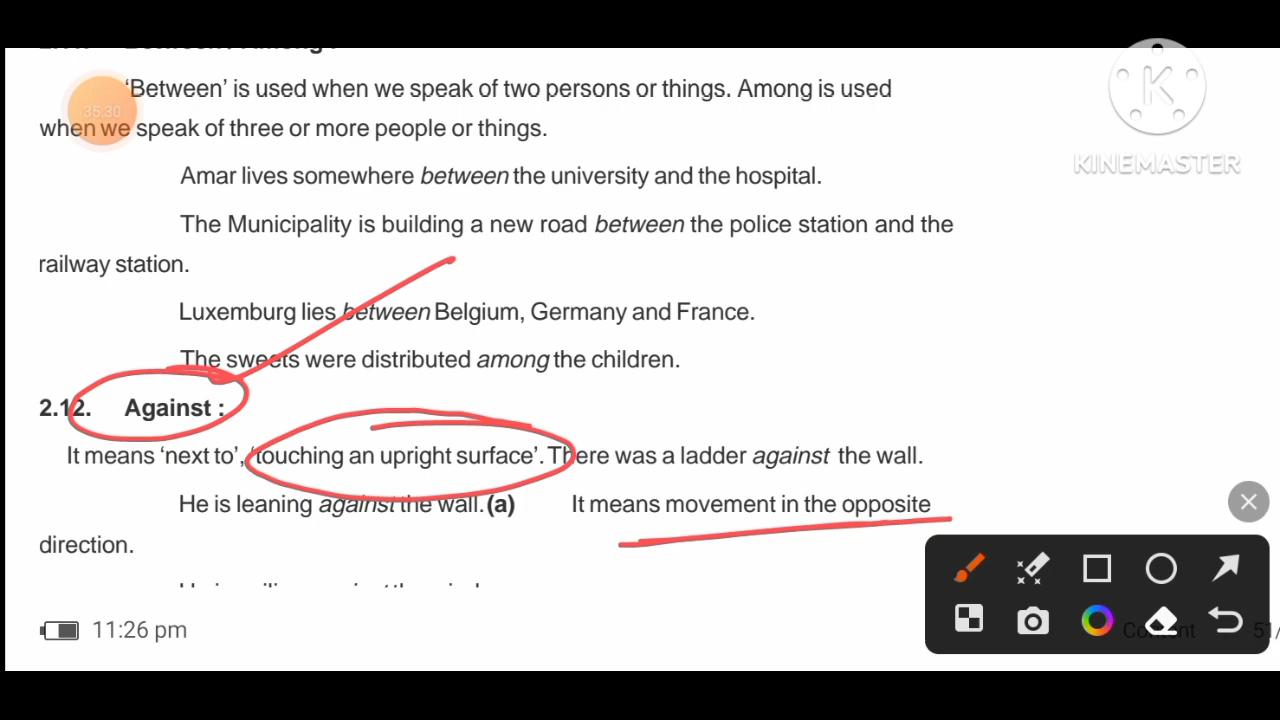 ‘Between’ is used when we speak of two persons or things. Among is used
35.30
when we speak of three or more people or things.
KINEMASTER
Amar lives somewhere between the university and the hospital.
The Municipality is building a new road between the police station and the
railway station.
Luxemburg lies between Belgium, Germany and France.
The sweets were distributed among the children.
2.12. Against :
It means ‘next to’, ‘touching an upright surface’. There was a ladder against the wall.
He is leaning against the wall. (a) It means movement in the opposite
direction.
11:26 pm
Content 51/